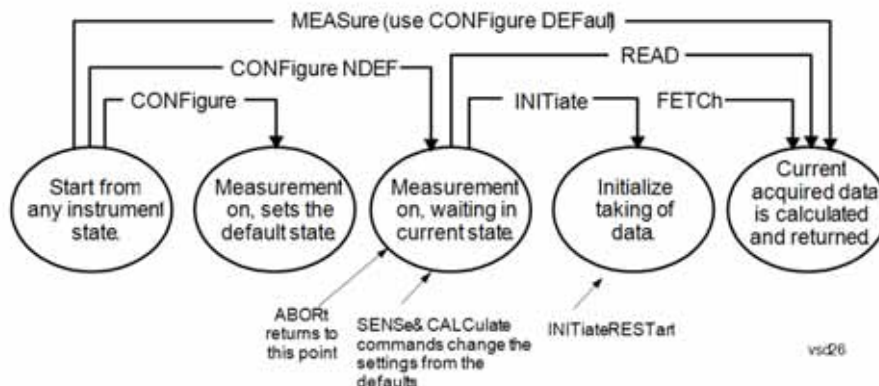 MEASure (use CONFigure DEFault)
CONFigure NDEF
READ
CONFigure
INITiate
FETCh
Start from
any instrument
state.
Measurement
on, sets the
default state.
Measurement
on, waiting in
current state.
Initialize
taking of
data.
Current
acquired data
is calculated
and returned.
ABORt
returns to
this point
SENSe& CALCulate
commands change the
settings from the
defaults
INITiateRESTart
vsd26